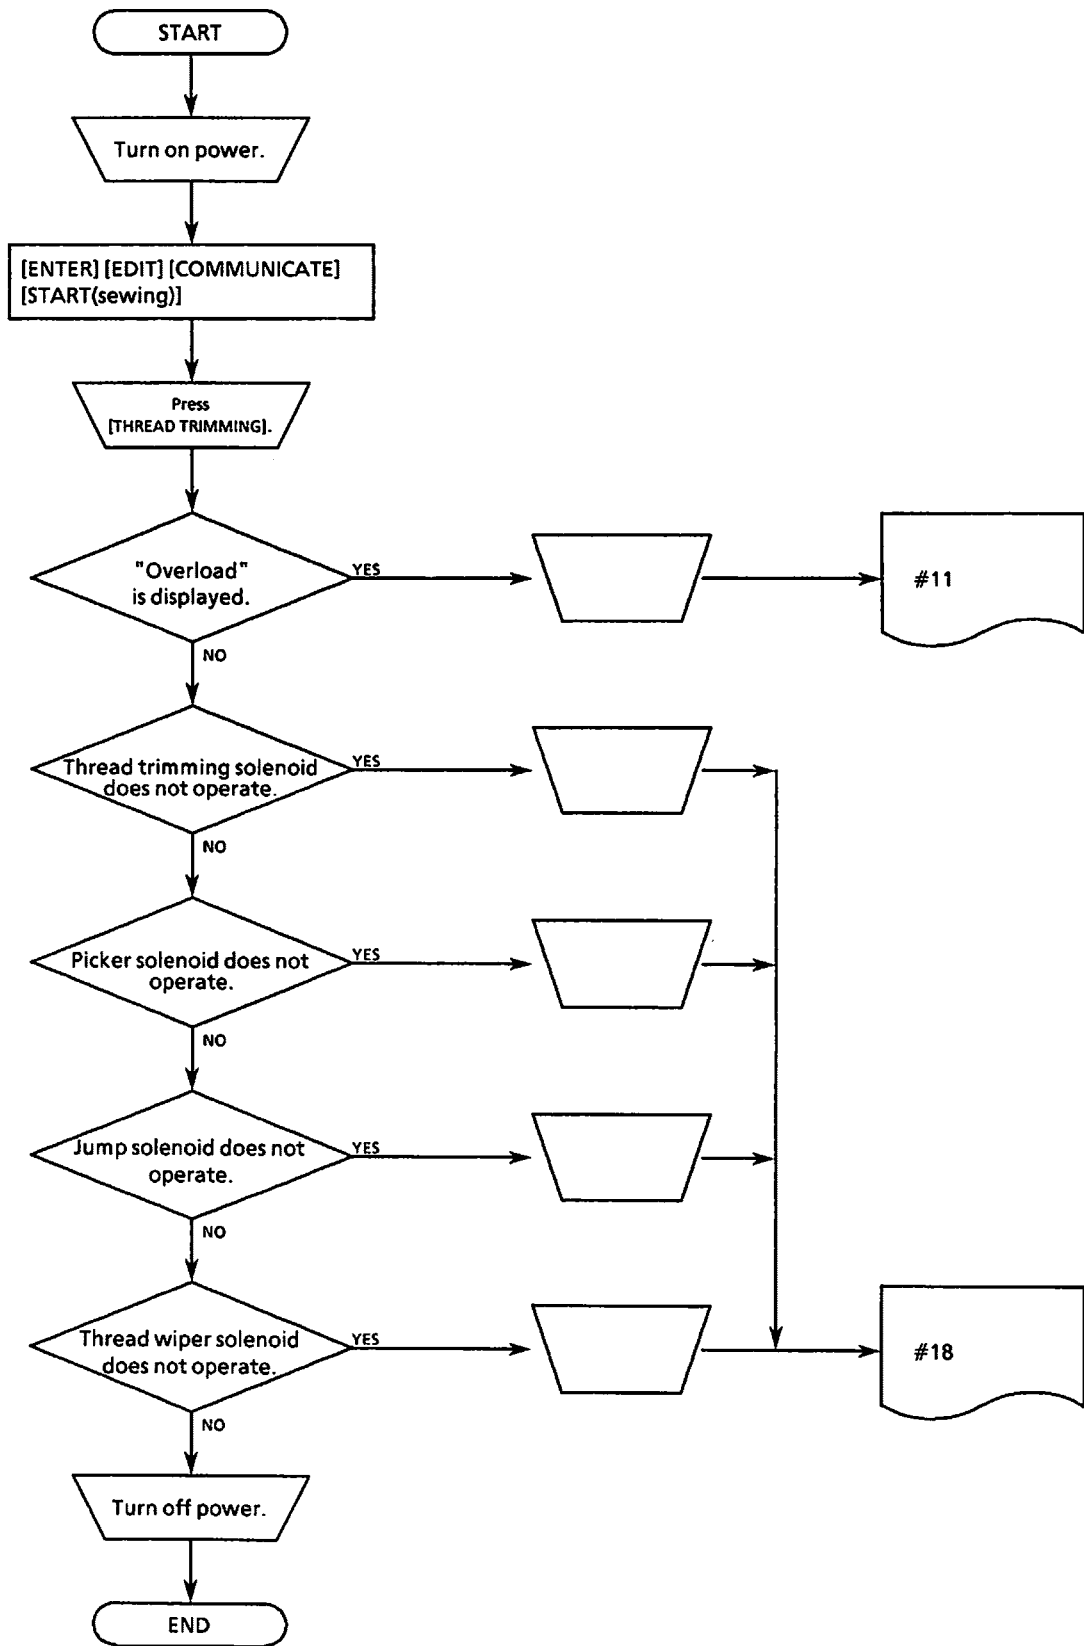 START
Turn on power.
[ENTER] [EDIT] [COMMUNICATE]
[START(sewing)]
Press
[THREAD TRIMMING].
"Overload"
is displayed.
YES
#11
NO
Thread trimming solenoid
does not operate.
YES
NO
Picker solenoid does not
operate.
YES
NO
Jump solenoid does not
operate.
YES
NO
Thread wiper solenoid
does not operate.
YES
#18
NO
Turn off power.
END